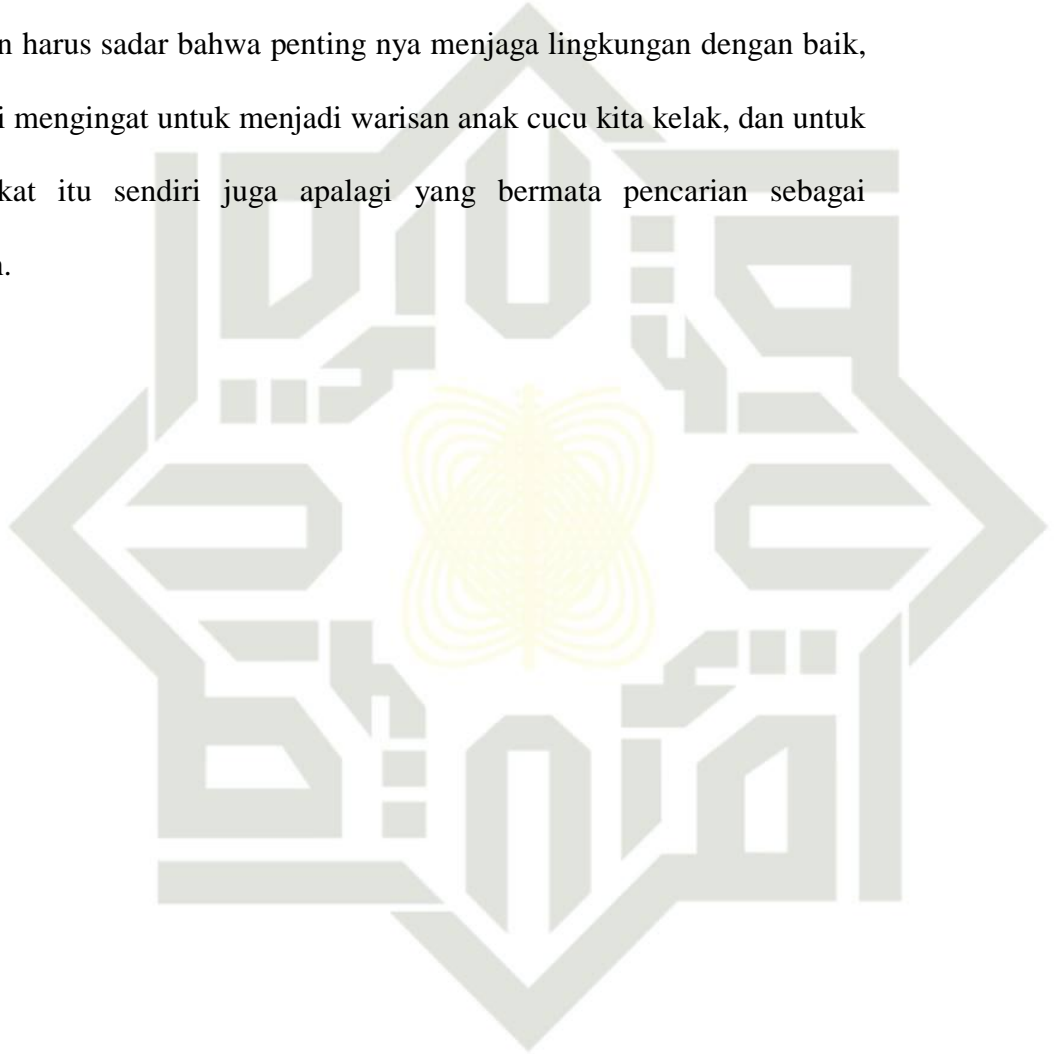 n harus sadar bahwa penting nya menjaga lingkungan dengan baik,
i mengingat untuk menjadi warisan anak cucu kita kelak, dan untuk
kat itu sendiri juga apalagi yang bermata pencarian sebagai
n.